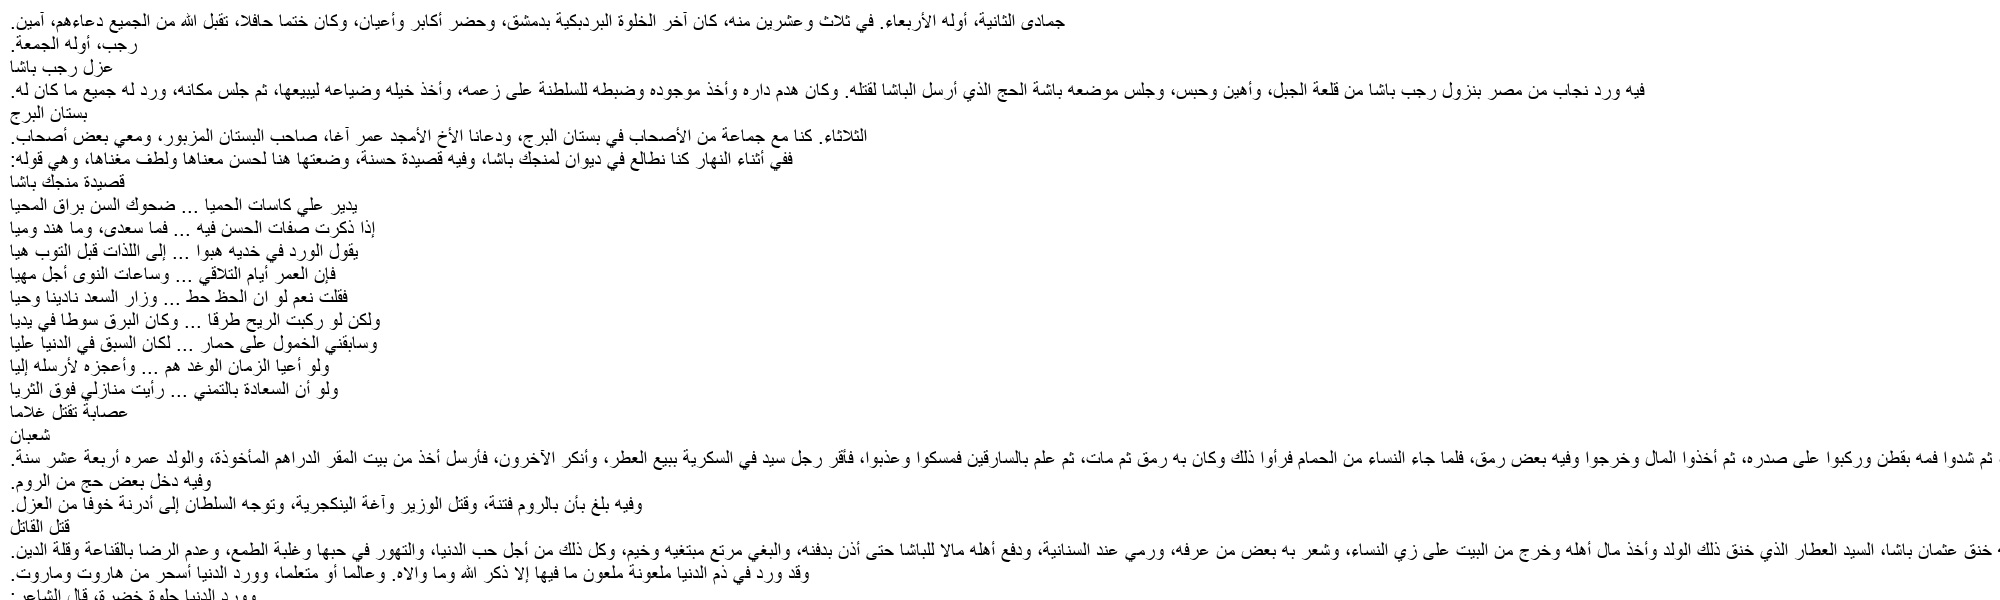 جمادى الثانية، أوله الأربعاء. في ثلاث وعشرين منه، كان آخر الخلوة البردبكية بدمشق، وحضر أكابر وأعيان، وكان ختما حافلا، تقبل الله من الجميع دعاءهم، آمين.
رجب، أوله الجمعة.
عزل رجب باشا
فيه ورد نجاب من مصر بنزول رجب باشا من قلعة الجبل، وأهين وحبس، وجلس موضعه باشة الحج الذي أرسل الباشا لقتله. وكان هدم داره وأخذ موجوده وضبطه للسلطنة على زعمه، وأخذ خيله وضياعه ليبيعها، ثم جلس مكانه، ورد له جميع ما كان له.
بستان البرج
الثلاثاء. كنا مع جماعة من الأصحاب في بستان البرج، ودعانا الأخ الأمجد عمر آغا، صاحب البستان المزبور، ومعي بعض أصحاب.
ففي أثناء النهار كنا نطالع في ديوان لمنجك باشا، وفيه قصيدة حسنة، وضعتها هنا لحسن معناها ولطف مغناها، وهي قوله:
قصيدة منجك باشا
يدير علي كاسات الحميا ... ضحوك السن براق المحيا
إذا ذكرت صفات الحسن فيه ... فما سعدى، وما هند وميا
يقول الورد في خديه هبوا ... إلى اللذات قبل التوب هيا
فإن العمر أيام التلاقي ... وساعات النوى أجل مهيا
فقلت نعم لو ان الحظ حط ... وزار السعد نادينا وحيا
ولكن لو ركبت الريح طرقا ... وكان البرق سوطا في يديا
وسابقني الخمول على حمار ... لكان السبق في الدنيا عليا
ولو أعيا الزمان الوغد هم ... وأعجزه لأرسله إليا
ولو أن السعادة بالتمني ... رأيت منازلي فوق الثريا
عصابة تقتل غلاما
شعبان
ثم شدوا فمه بقطن وركبوا على صدره، ثم أخذوا المال وخرجوا وفيه بعض رمق، فلما جاء النساء من الحمام فرأوا ذلك وكان به رمق ثم مات، ثم علم بالسارقين فمسكوا وعذبوا، فأقر رجل سيد في السكرية ببيع العطر، وأنكر الآخرون، فأرسل أخذ من بيت المقر الدراهم المأخوذة، والولد عمره أربعة عشر سنة.
وفيه دخل بعض حج من الروم.
وفيه بلغ بأن بالروم فتنة، وقتل الوزير وآغة الينكجرية، وتوجه السلطان إلى أدرنة خوفا من العزل.
قتل القاتل
خنق عثمان باشا، السيد العطار الذي خنق ذلك الولد وأخذ مال أهله وخرج من البيت على زي النساء، وشعر به بعض من عرفه، ورمي عند السنانية، ودفع أهله مالا للباشا حتى أذن بدفنه، والبغي مرتع مبتغيه وخيم، وكل ذلك من أجل حب الدنيا، والتهور في حبها وغلبة الطمع، وعدم الرضا بالقناعة وقلة الدين.
وقد ورد في ذم الدنيا ملعونة ملعون ما فيها إلا ذكر الله وما والاه. وعالما أو متعلما، وورد الدنيا أسحر من هاروت وماروت.
وورد الدنيا حلوة خضرة، قال الشاعر: